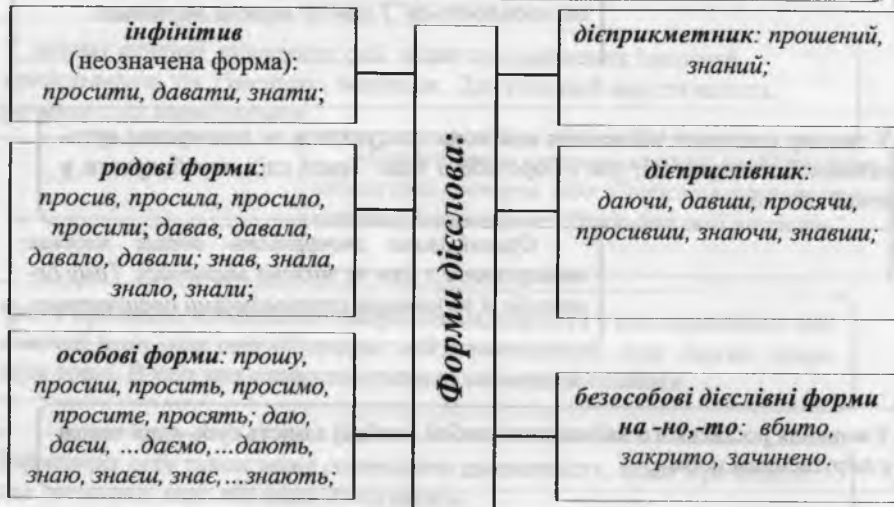 інфінітив
(неозначена форма):
просити, давати, знати;
родові форми:
просив, просила, просило,
просили; давав, давала,
давало, давали; знав, знала,
знало, знали;
особові форми: прошу,
просиш, просить, просимо,
просите, просять; даю,
даєш, ...даємо,...дають,
знаю, знаєш, знає,...знають;
Форми дієслова:
дієприкметник: прошений,
знаний;
дієприслівник:
даючи, давши, просячи,
просивши, знаючи, знавши;
безособові дієслівні форми
на -но,-то: вбито,
закрито, зачинено.